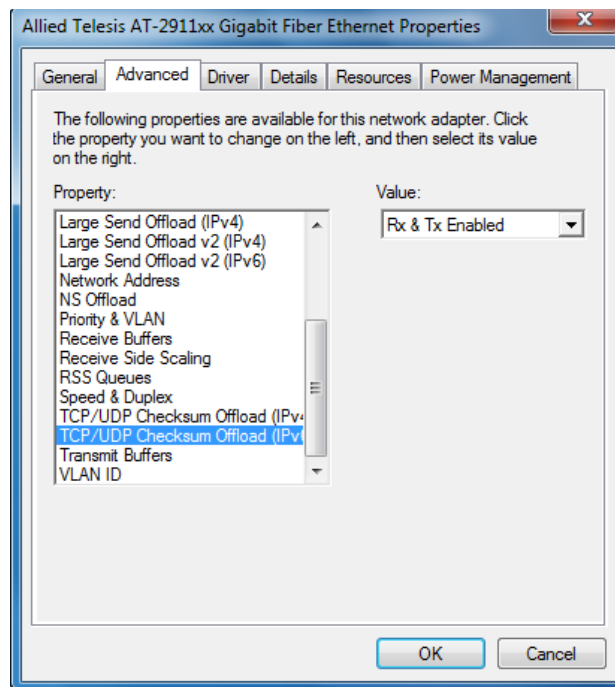 Allied Telesis AT-2911xx Gigabit Fiber Ethernet Properties
General Advanced Driver Details Resources Power Management
The following properties are available for this network adapter. Click
the property you want to change on the left, and then select its value
on the right.
Property:
Value:
Large Send Offload (IPv4)
Large Send Offload v2 (IPv4)
Large Send Offload v2 (IPv6)
Network Address
NS Offload
Priority & VLAN
Receive Buffers
Receive Side Scaling
RSS Queues
Speed & Duplex
TCP/UDP Checksum Offload (IPv4
TCP/UDP Checksum Offload (IPv6
Transmit Buffers
VLAN ID
Rx & Tx Enabled
OK Cancel